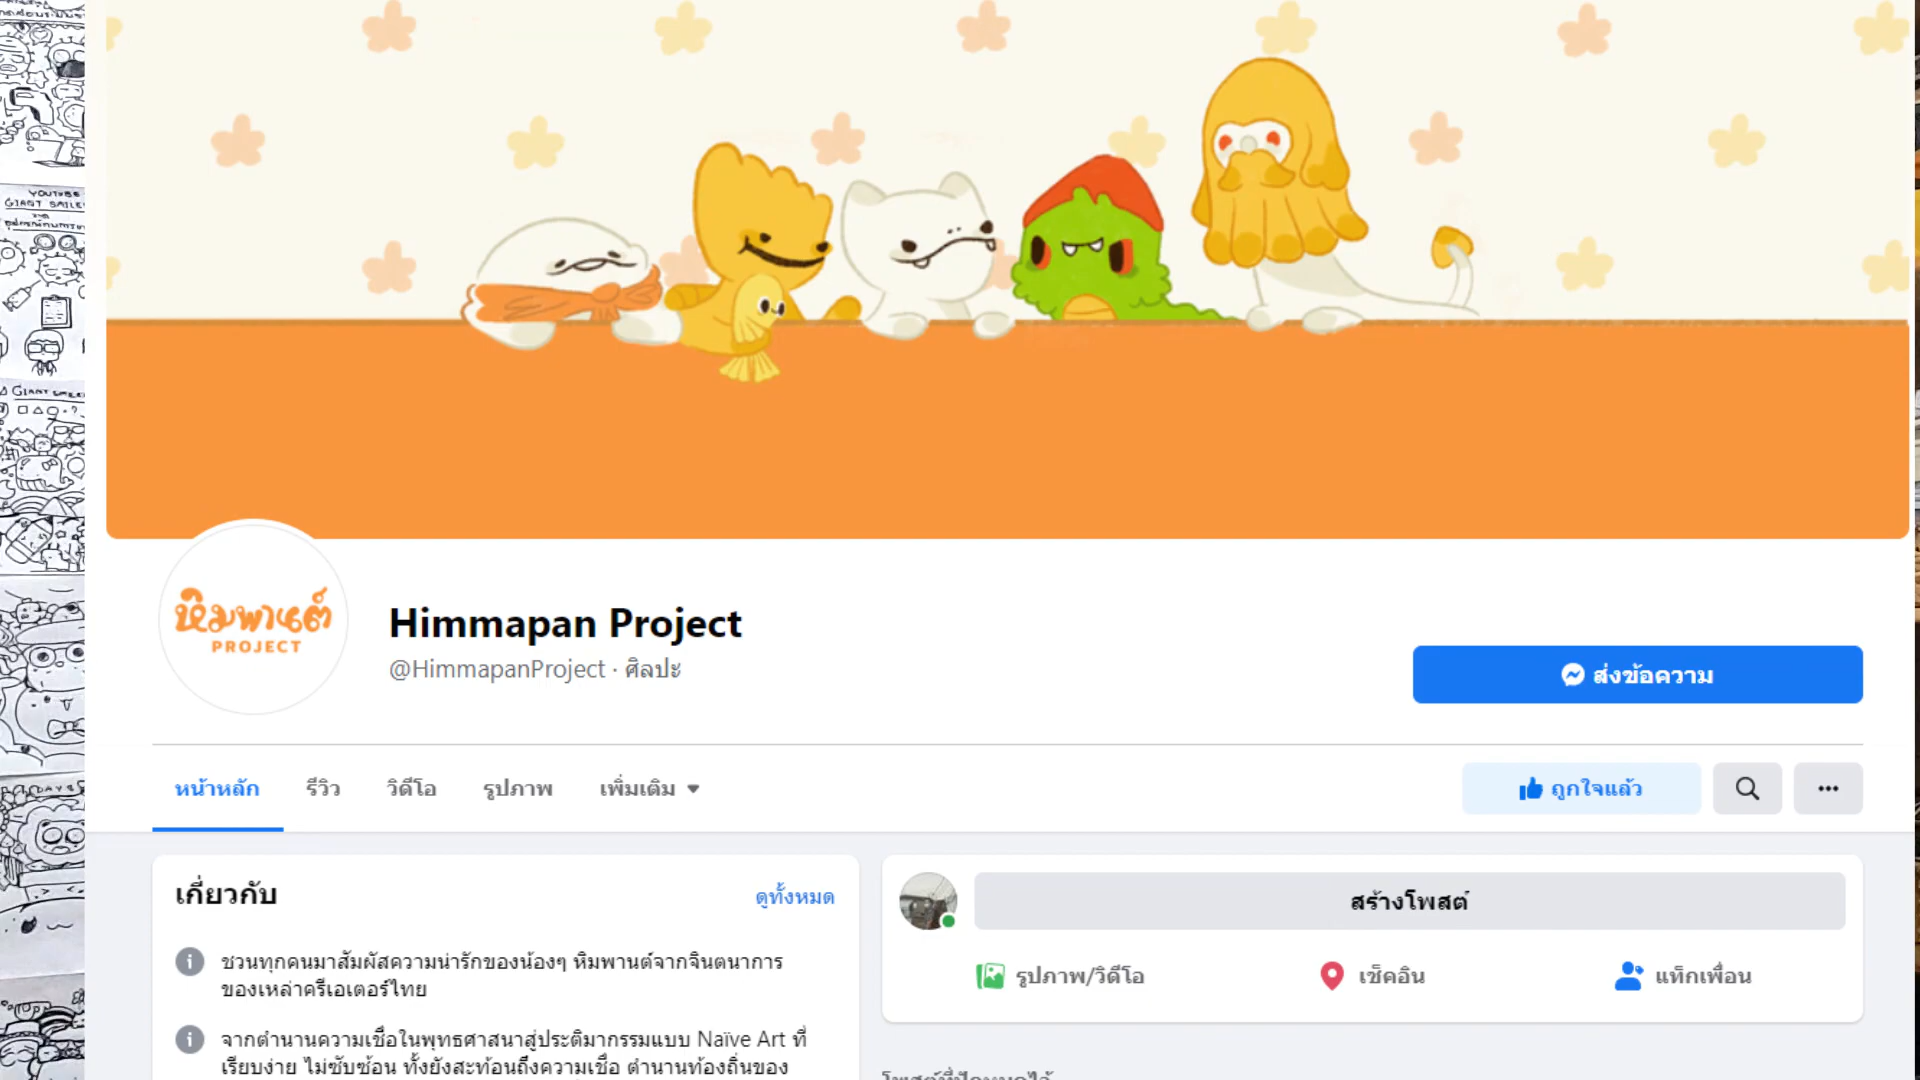 YOUTUBE
GIANT SMILE
GIANT SMILE
หิมพานต์
PROJECT
Himmapan Project
@HimmapanProject · ศิลปะ
ส่งข้อความ
หน้าหลัก
รีวิว
วิดีโอ
รูปภาพ
เพิ่มเติม
ถูกใจแล้ว
เกี่ยวกับ
ดูทั้งหมด
ชวนทุกคนมาสัมผัสความน่ารักของน้องๆ หิมพานต์จากจินตนาการ
ของเหล่าครีเอเตอร์ไทย
จากตำนานความเชื่อในพุทธศาสนาสู่ประติมากรรมแบบ Naïve Art ที่
เรียบง่าย ไม่ซับซ้อน ทั้งยังสะท้อนถึงความเชื่อ ตำนานท้องถิ่นของ
สร้างโพสต์
รูปภาพ/วิดีโอ
เช็คอิน
แท็กเพื่อน